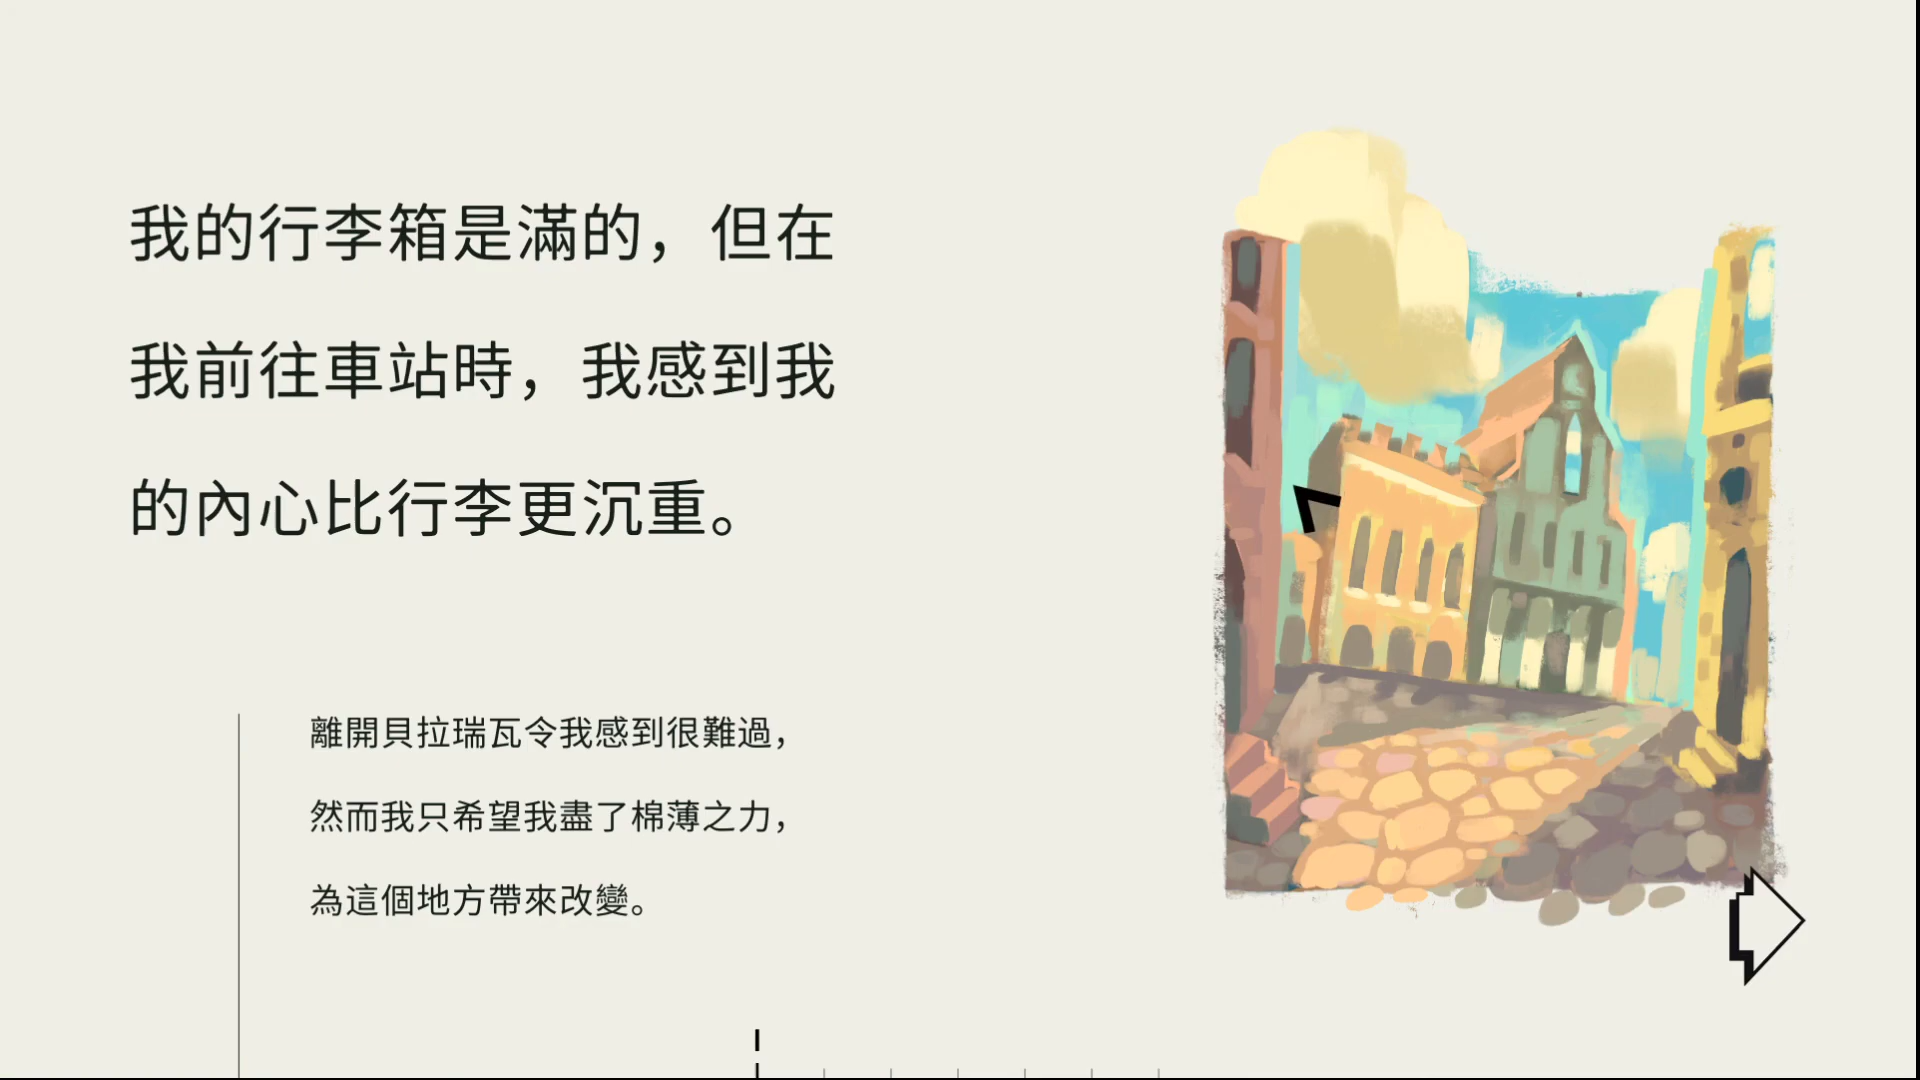 我的行李箱是滿的，但在
我前往車站時，我感到我
的內心比行李更沉重。
離開貝拉瑞瓦令我感到很難過，
然而我只希望我盡了棉薄之力，
為這個地方帶來改變。